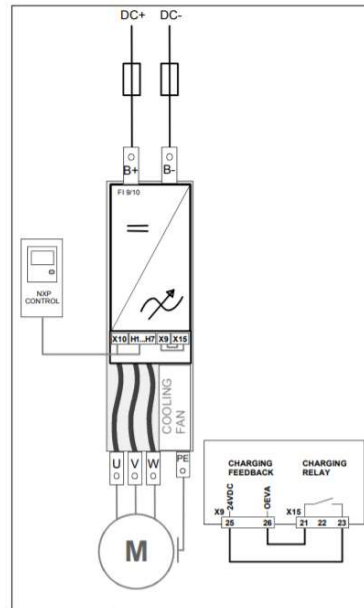 DC+ DC-
B+ B-
FI 9/10
NXP
CONTROL
X10 H1...H7 X9 X15
COOLING
FAN
U V W PE
M
CHARGING
FEEDBACK
CHARGING
RELAY
X9 24VDC OEVA X15
25 26 21 22 23